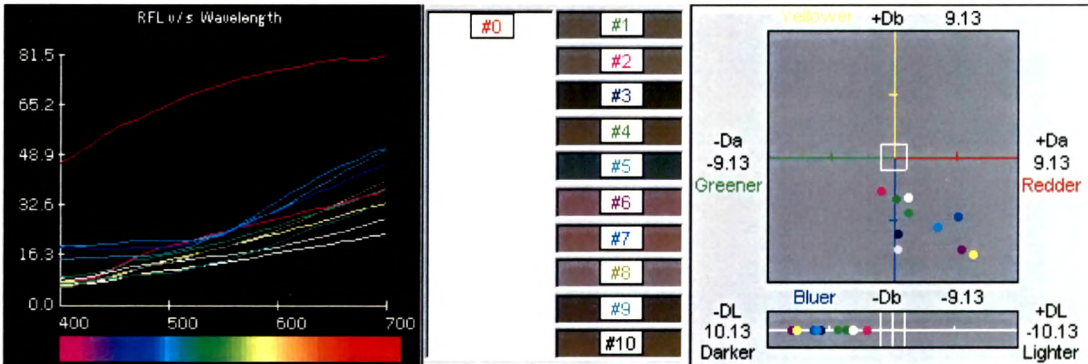 RFL v/s Wavelength
81.5
65.2
48.9
32.6
16.3
0.0
400 500 600 700
#0
#1
#2
#3
#4
#5
#6
#7
#8
#9
#10
Yellower +Db 9.13
-Da
-9.13
Greener
+Da
9.13
Redder
Bluer -Db -9.13
-DL
10.13
Darker
+DL
-10.13
Lighter